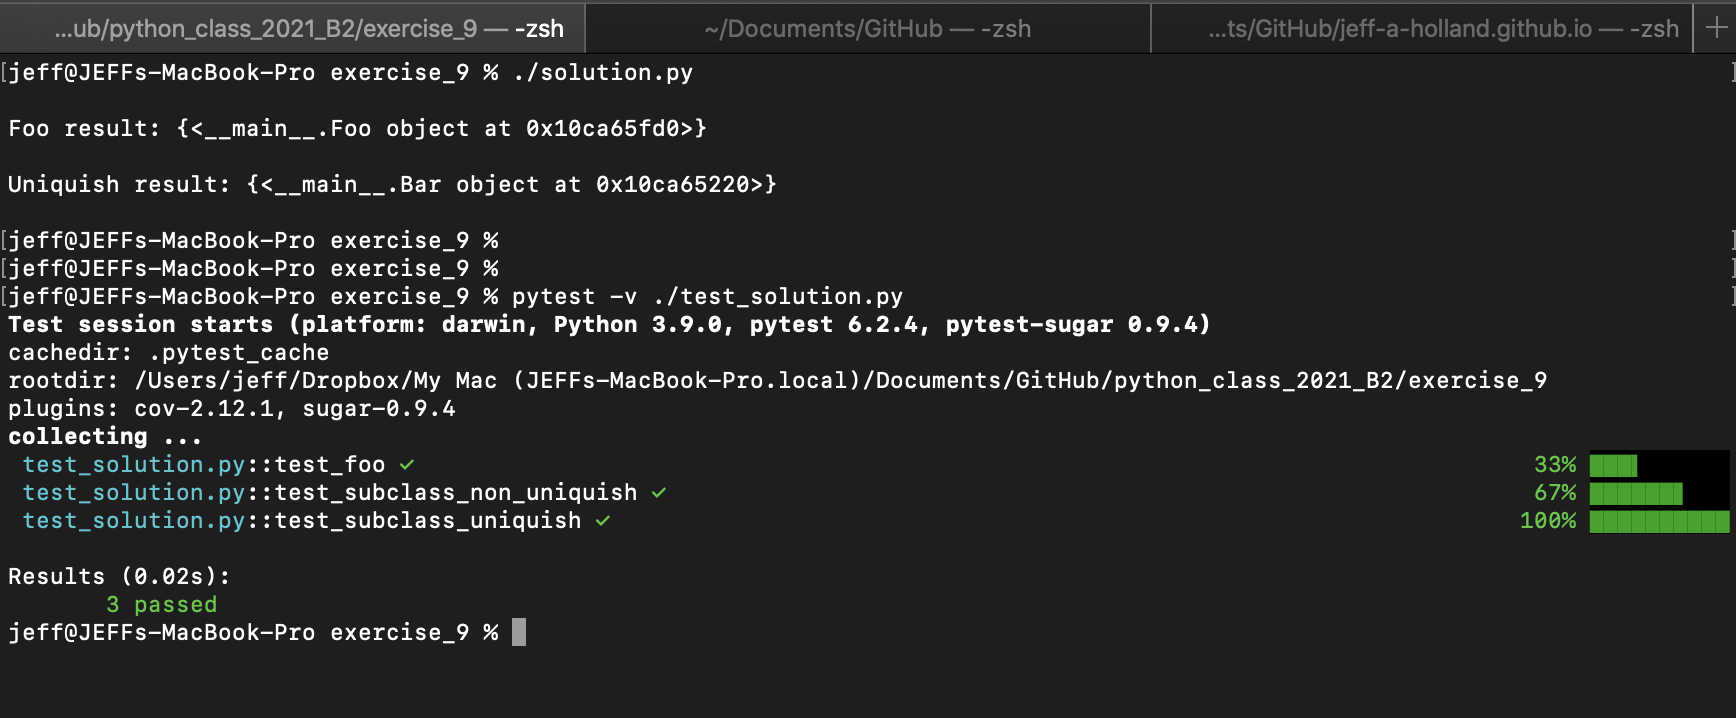 ...ub/python_class_2021_B2/exercise_9 — -zsh
~/Documents/GitHub — -zsh
...ts/GitHub/jeff-a-holland.github.io — -zsh
+
[jeff@JEFFs-MacBook-Pro exercise_9 % ./solution.py ]
Foo result: {<__main__.Foo object at 0x10ca65fd0>}
Uniquish result: {<__main__.Bar object at 0x10ca65220>}
[jeff@JEFFs-MacBook-Pro exercise_9 % ]
[jeff@JEFFs-MacBook-Pro exercise_9 % ]
[jeff@JEFFs-MacBook-Pro exercise_9 % pytest -v ./test_solution.py ]
Test session starts (platform: darwin, Python 3.9.0, pytest 6.2.4, pytest-sugar 0.9.4)
cachedir: .pytest_cache
rootdir: /Users/jeff/Dropbox/My Mac (JEFFs-MacBook-Pro.local)/Documents/GitHub/python_class_2021_B2/exercise_9
plugins: cov-2.12.1, sugar-0.9.4
collecting ...
test_solution.py::test_foo ✓ 33%
test_solution.py::test_subclass_non_uniquish ✓ 67%
test_solution.py::test_subclass_uniquish ✓ 100%
Results (0.02s):
3 passed
jeff@JEFFs-MacBook-Pro exercise_9 %